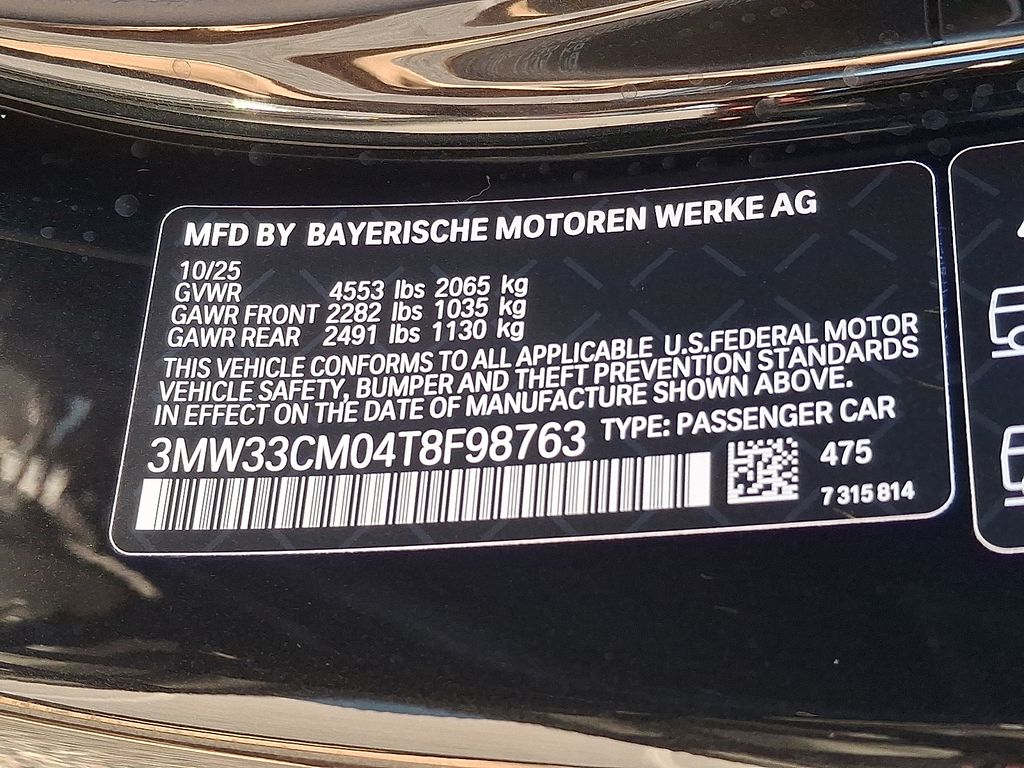 MFD BY BAYERISCHE MOTOREN WERKE AG
10/25
GVWR 4553 lbs 2065 kg
GAWR FRONT 2282 lbs 1035 kg
GAWR REAR 2491 lbs 1130 kg
THIS VEHICLE CONFORMS TO ALL APPLICABLE U.S.FEDERAL MOTOR
VEHICLE SAFETY, BUMPER AND THEFT PREVENTION STANDARDS
IN EFFECT ON THE DATE OF MANUFACTURE SHOWN ABOVE.
3MW33CM04T8F98763 TYPE: PASSENGER CAR
475
7 315 814